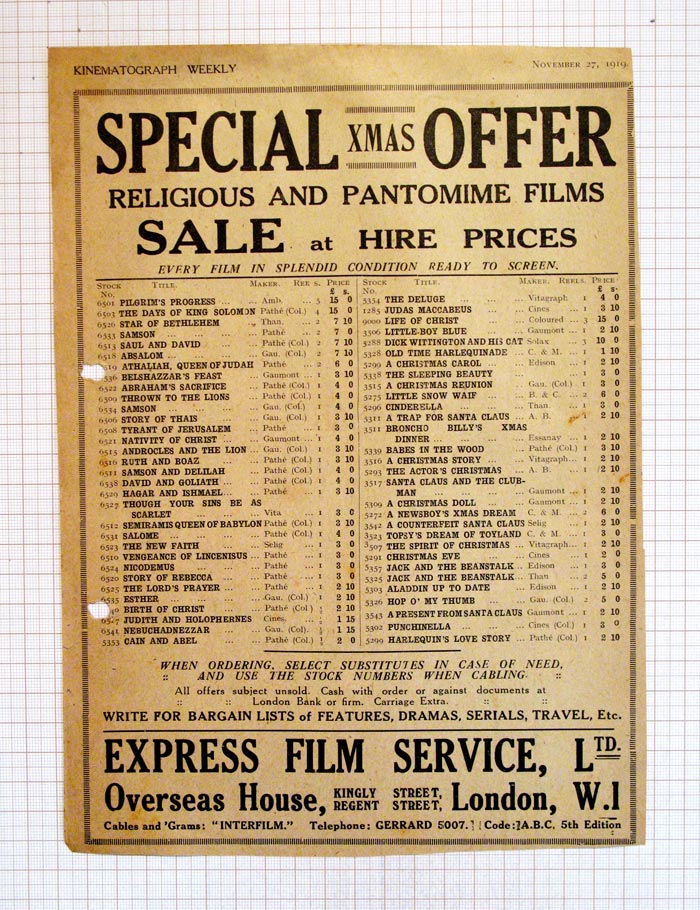 KINEMATOGRAPH WEEKLY
NOVEMBER 27, 1919.
SPECIAL XMAS OFFER
RELIGIOUS AND PANTOMIME FILMS
SALE at HIRE PRICES
EVERY FILM IN SPLENDID CONDITION READY TO SCREEN.
STOCK No. TITLE. MAKER. REELS. PRICE £ s.
6501 PILGRIM'S PROGRESS ... Amb. 3 15 0
6503 THE DAYS OF KING SOLOMON Pathé (Col.) 4 15 0
6526 STAR OF BETHLEHEM ... Than. ... 2 7 10
6533 SAMSON ... Pathé ... 2 7 0
6513 SAUL AND DAVID ... Pathé (Col.) 2 7 10
6518 ABSALOM ... Gau. (Col.) 2 7 10
519 ATHALIAH, QUEEN OF JUDAH Pathé ... 2 6 0
536 BELSHAZZAR'S FEAST ... Gaumont ... 1 3 10
6522 ABRAHAM'S SACRIFICE ... Pathé (Col.) 1 4 0
6509 THROWN TO THE LIONS ... Pathé (Col.) 1 4 0
6534 SAMSON ... Gau. (Col.) 1 4 0
6506 STORY OF THAIS ... Gau. (Col.) 1 3 10
6508 TYRANT OF JERUSALEM ... Pathé ... 1 3 0
6521 NATIVITY OF CHRIST ... Gaumont ... 1 4 0
6515 ANDROCLES AND THE LION ... Gau. (Col.) 1 3 10
6510 RUTH AND BOAZ ... Pathé (Col.) 1 3 10
6511 SAMSON AND DELILAH ... Pathé (Col.) 1 4 0
6538 DAVID AND GOLIATH ... Pathé (Col.) 1 4 0
6529 HAGAR AND ISHMAEL... Pathé ... 1 3 10
6527 THOUGH YOUR SINS BE AS
SCARLET ... Vita ... 1 3 0
6512 SEMIRAMIS QUEEN OF BABYLON Pathé (Col.) 1 3 10
6531 SALOME ... Pathé (Col.) 1 4 0
6523 THE NEW FAITH ... Selig ... 1 3 0
6530 VENGEANCE OF LINCENISUS ... Pathé ... 1 3 0
6524 NICODEMUS ... Pathé ... 1 3 0
6520 STORY OF REBECCA ... Pathé ... 1 3 0
6525 THE LORD'S PRAYER ... Pathé ... 1 2 10
6535 ESTHER ... Gau. (Col.) 1 2 10
BIRTH OF CHRIST ... Pathé (Col.) 2 10
JUDITH AND HOLOPHERNES Cines. 1 15
6541 NEBUCHADNEZZAR ... Gau. (Col). 1 15
5353 CAIN AND ABEL ... Pathé (Col.) 2 0
STOCK No. TITLE. MAKER. REELS. PRICE £ s.
5354 THE DELUGE ... Vitagraph 1 4 0
1285 JUDAS MACCABEUS ... Cines ... 1 3 10
9000 LIFE OF CHRIST ... Coloured ... 3 15 0
5306 LITTLE BOY BLUE ... Gaumont ... 1 2 10
5288 DICK WITTINGTON AND HIS CAT Solax ... 3 10 0
5328 OLD TIME HARLEQUINADE ... C. & M. ... 1 1 10
5299 A CHRISTMAS CAROL ... Edison ... 1 2 10
5338 THE SLEEPING BEAUTY ... 1 3 0
5315 A CHRISTMAS REUNION ... Gau. (Col.) 1 3 0
5275 LITTLE SNOW WAIF ... B. & C. ... 2 6 0
5296 CINDERELLA ... Than. ... 1 3 0
5311 A TRAP FOR SANTA CLAUS ... A. B. 1 2 10
3511 BRONCHO BILLY'S XMAS
DINNER ... Essanay ... 1 2 10
5339 BABES IN THE WOOD ... Pathé (Col.) 1 3 10
5316 A CHRISTMAS STORY ... Vitagraph... 1 2 10
5293 THE ACTOR'S CHRISTMAS ... A. B. ... 1 2 10
5317 SANTA CLAUS AND THE CLUB-
MAN ... Gaumont ... 1 2 10
5309 A CHRISTMAS DOLL ... Gaumont ... 1 2 10
5272 A NEWSBOY'S XMAS DREAM C. & M. ... 2 6 0
3542 A COUNTERFEIT SANTA CLAUS Selig ... 1 2 10
5323 TOPSY'S DREAM OF TOYLAND C. & M. ... 1 3 0
5507 THE SPIRIT OF CHRISTMAS ... Vitagraph... 1 2 10
5291 CHRISTMAS EVE ... Cines ... 1 2 0
5357 JACK AND THE BEANSTALK ... Edison ... 1 3 0
5325 JACK AND THE BEANSTALK ... Than ... 2 5 0
5303 ALADDIN UP TO DATE ... Edison ... 1 2 10
5326 HOP O' MY THUMB ... Gau. (Col.) 2 5 0
3543 A PRESENT FROM SANTA CLAUS Gaumont ... 1 2 10
5302 PUNCHINELLA ... Cines (Col.) 1 3 0
5299 HARLEQUIN'S LOVE STORY ... Pathé (Col.) 1 2 10
WHEN ORDERING, SELECT SUBSTITUTES IN CASE OF NEED,
:: AND USE THE STOCK NUMBERS WHEN CABLING. ::
All offers subject unsold. Cash with order or against documents at
:: :: London Bank or firm. Carriage Extra. :: ::
WRITE FOR BARGAIN LISTS of FEATURES, DRAMAS, SERIALS, TRAVEL, Etc.
EXPRESS FILM SERVICE, LTD.
Overseas House, KINGLY STREET, REGENT STREET, London, W.1
Cables and 'Grams: "INTERFILM." Telephone: GERRARD 5007. Code: A.B.C. 5th Edition